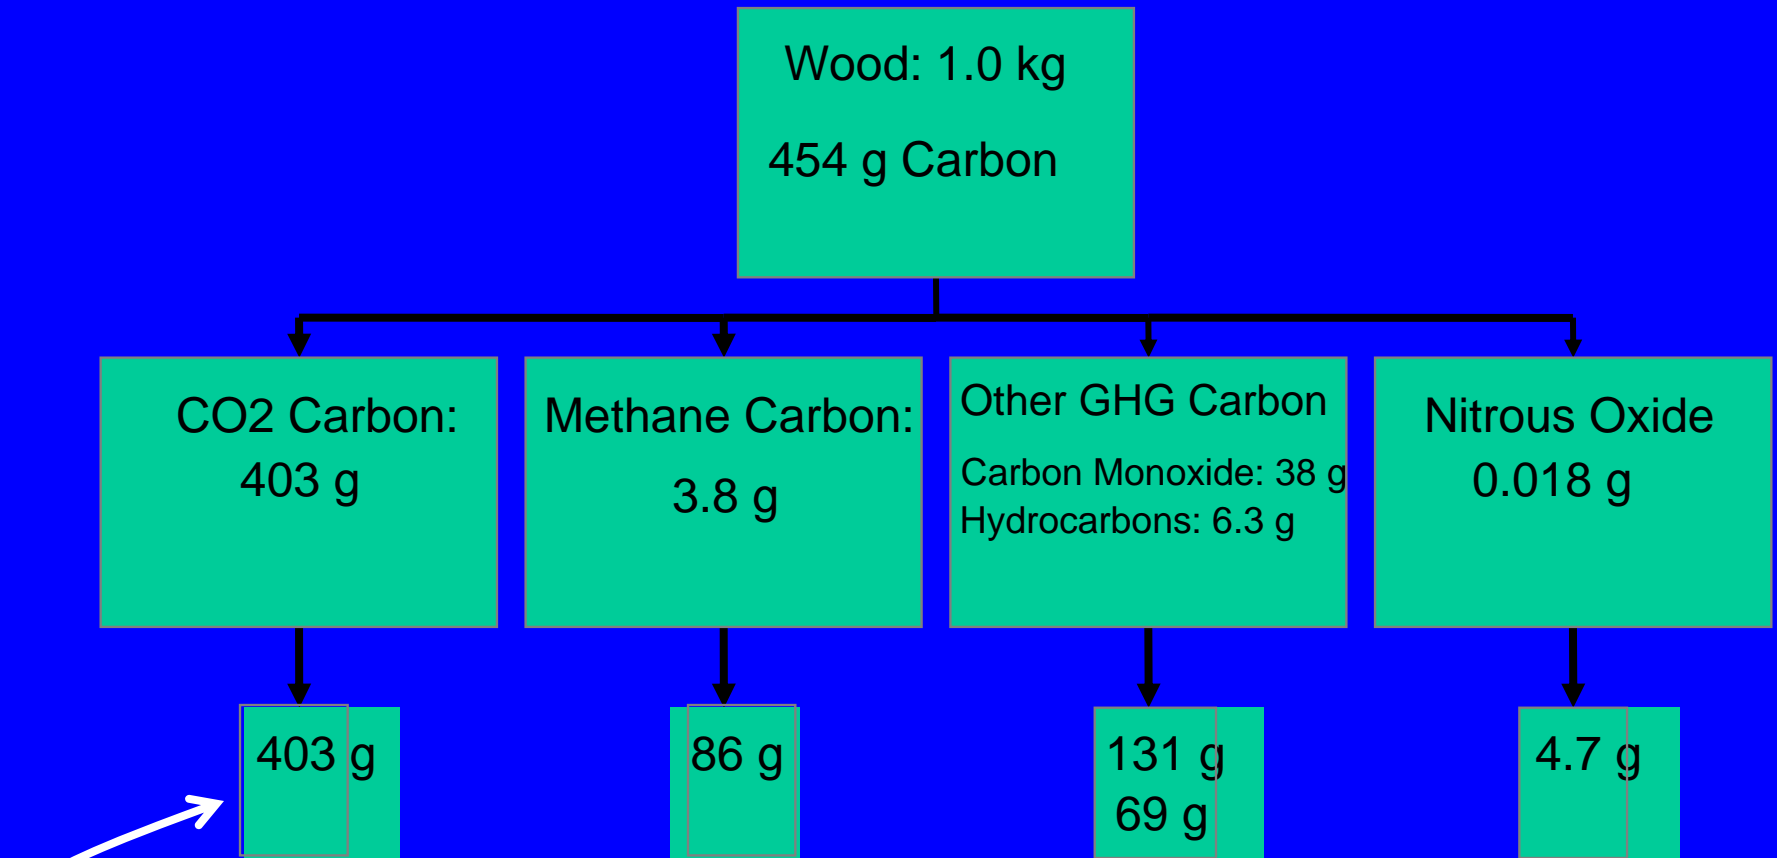 Wood: 1.0 kg
454 g Carbon
CO2 Carbon:
403 g
Methane Carbon:
3.8 g
Other GHG Carbon
Carbon Monoxide: 38 g
Hydrocarbons: 6.3 g
Nitrous Oxide
0.018 g
403 g
86 g
131 g
69 g
4.7 g